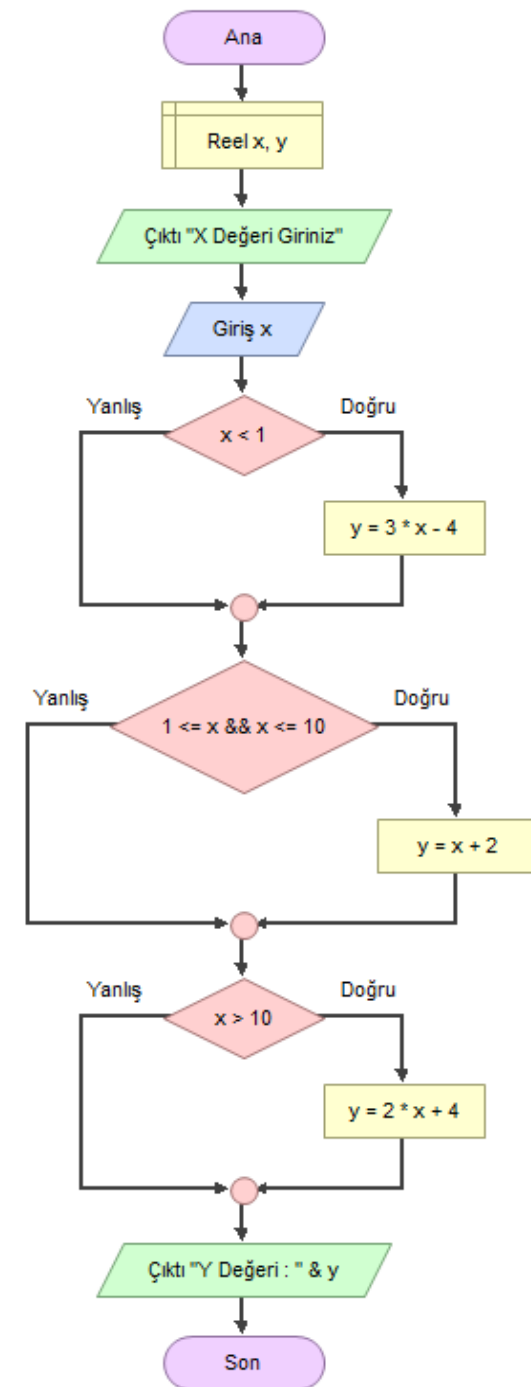 Ana
Reel x, y
Çıktı "X Değeri Giriniz"
Giriş x
Yanlış
Doğru
x < 1
y = 3 * x - 4
Yanlış
Doğru
1 <= x && x <= 10
y = x + 2
Yanlış
Doğru
x > 10
y = 2 * x + 4
Çıktı "Y Değeri : " & y
Son